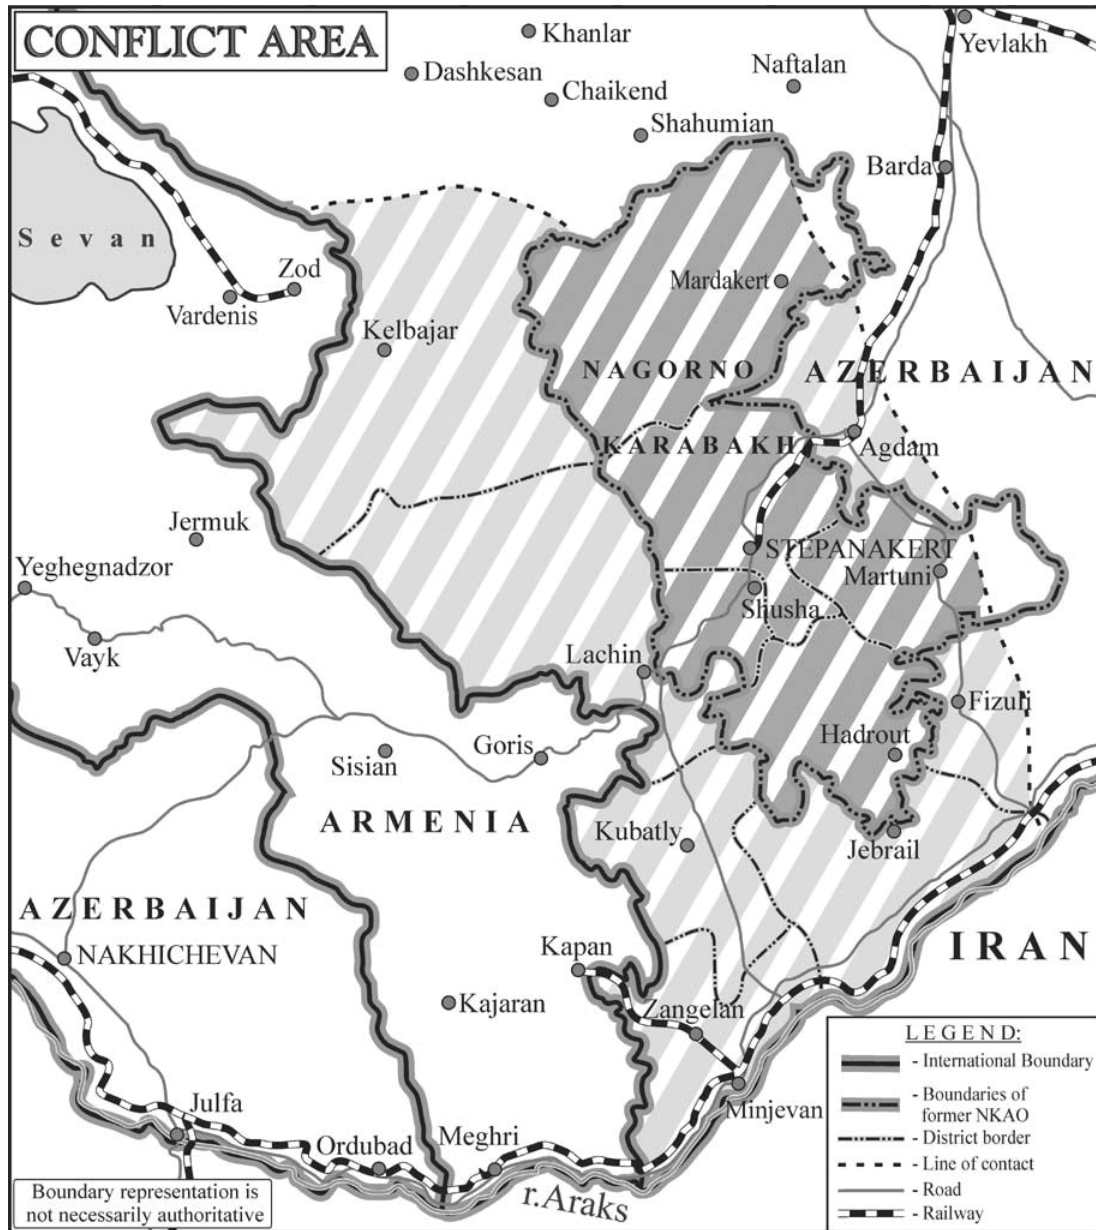 CONFLICT AREA
Khanlar
Yevlakh
Dashkesan
Naftalan
Chaikend
Shahumian
Barda
Sevan
Zod
Mardakert
Vardenis
Kelbajar
NAGORNO
AZERBAIJAN
KARABAKH
Agdam
Jermuk
STEPANAKERT
Yeghegnadzor
Martuni
Shusha
Vayk
Lachin
Fizuli
Hadrout
Goris
Sisian
ARMENIA
Kubatly
Jebrail
AZERBAIJAN
NAKHICHEVAN
Kapan
IRAN
Kajaran
Zangelan
Minjevan
Julfa
Ordubad
Meghri
r.Araks
Boundary representation is
not necessarily authoritative
LEGEND:
- International Boundary
- Boundaries of
former NKAO
- District border
- Line of contact
- Road
- Railway